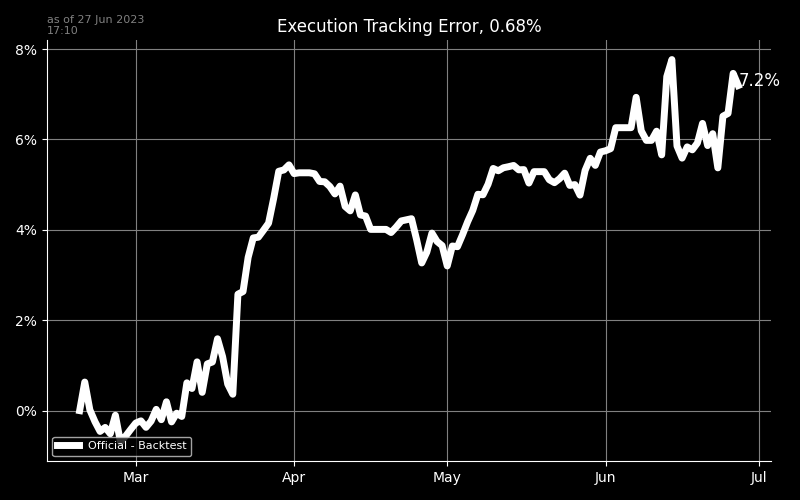 as of 27 Jun 2023
17:10
Execution Tracking Error, 0.68%
8%
7.2%
6%
4%
2%
0%
Official - Backtest
Mar
Apr
May
Jun
Jul